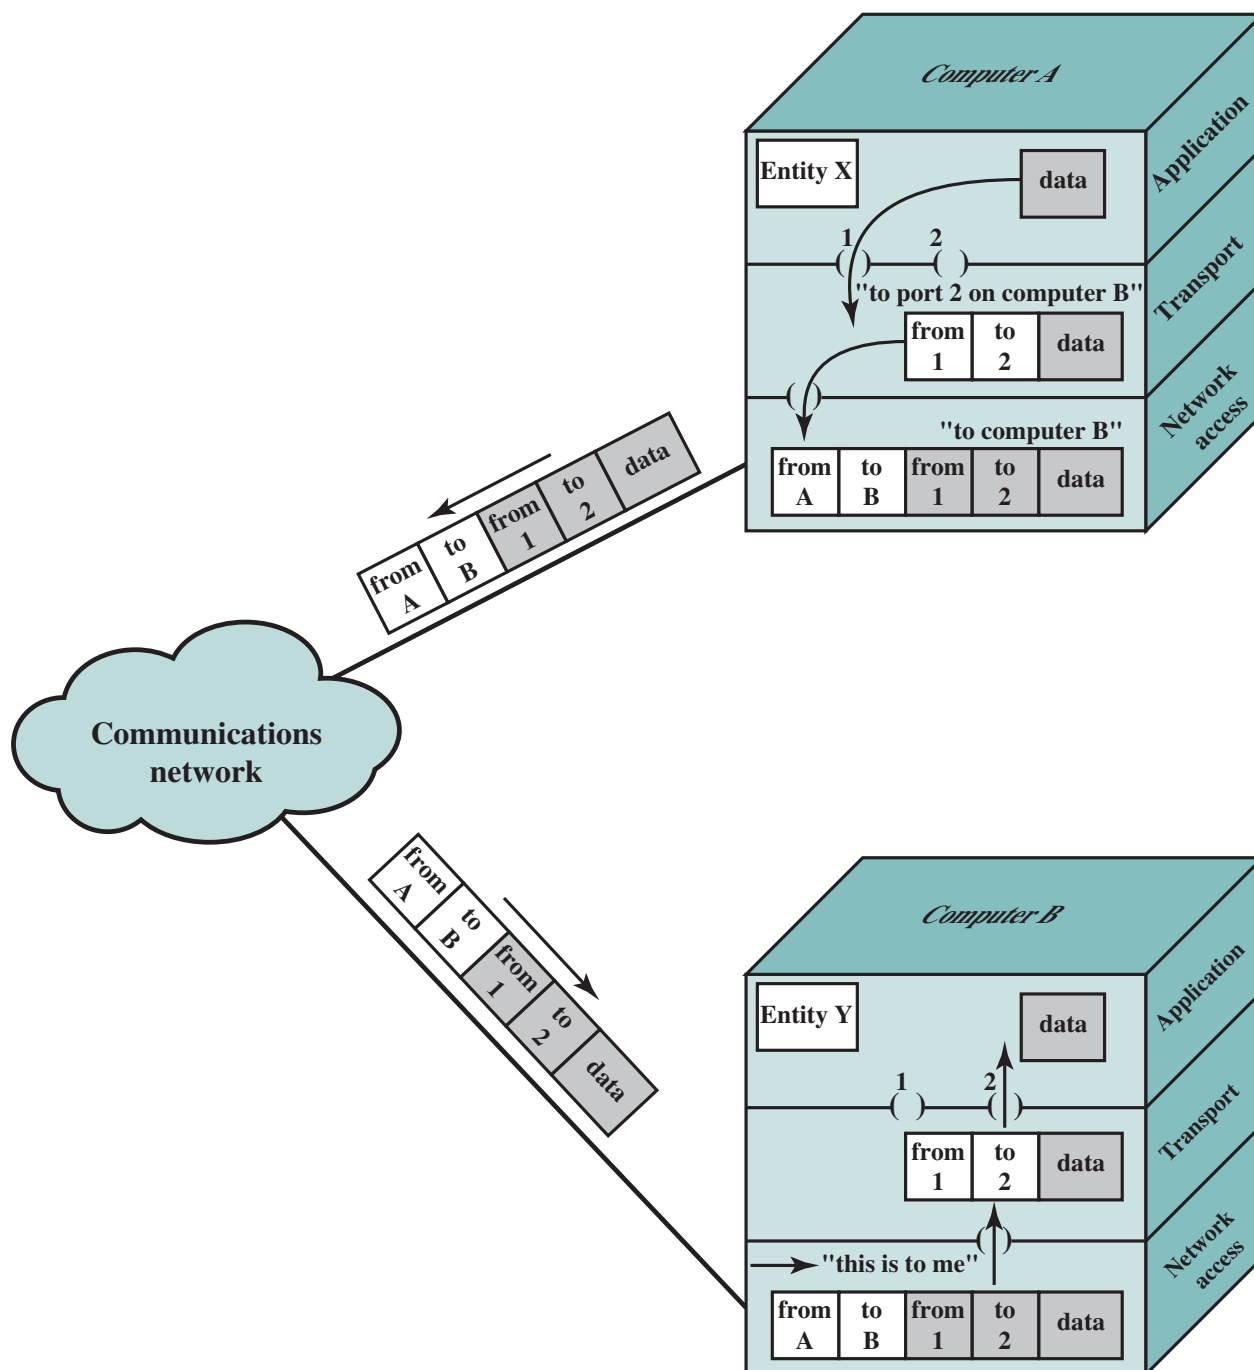 Computer A
Entity X
data
Application
1 2
Transport
"to port 2 on computer B"
from to data
1 2
Network
access
"to computer B"
from to from to data
A B 1 2
from to from to data
A B 1 2
Communications
network
from to from to data
A B 1 2
Computer B
Entity Y
data
Application
1 2
Transport
from to data
1 2
Network
access
"this is to me"
from to from to data
A B 1 2